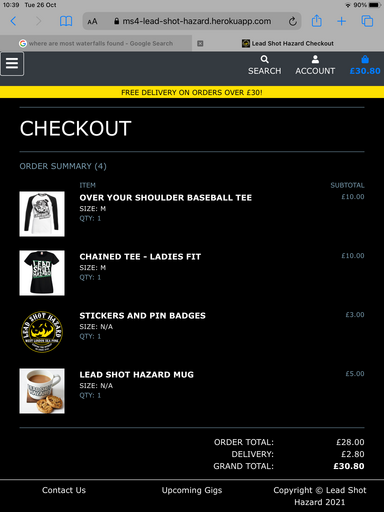 10:39 Tue 26 Oct
90%
AA ms4-lead-shot-hazard.herokuapp.com
G where are most waterfalls found - Google Search
Lead Shot Hazard Checkout
SEARCH ACCOUNT £30.80
FREE DELIVERY ON ORDERS OVER £30!
CHECKOUT
ORDER SUMMARY (4)
ITEM SUBTOTAL
OVER YOUR SHOULDER BASEBALL TEE £10.00
SIZE: M
QTY: 1
CHAINED TEE - LADIES FIT £10.00
SIZE: M
QTY: 1
LEAD
SHOT
STICKERS AND PIN BADGES £3.00
SIZE: N/A
QTY: 1
LEAD SHOT HAZARD
LEAD SHOT HAZARD MUG £5.00
SIZE: N/A
QTY: 1
ORDER TOTAL: £28.00
DELIVERY: £2.80
GRAND TOTAL: £30.80
Contact Us
Upcoming Gigs
Copyright © Lead Shot
Hazard 2021